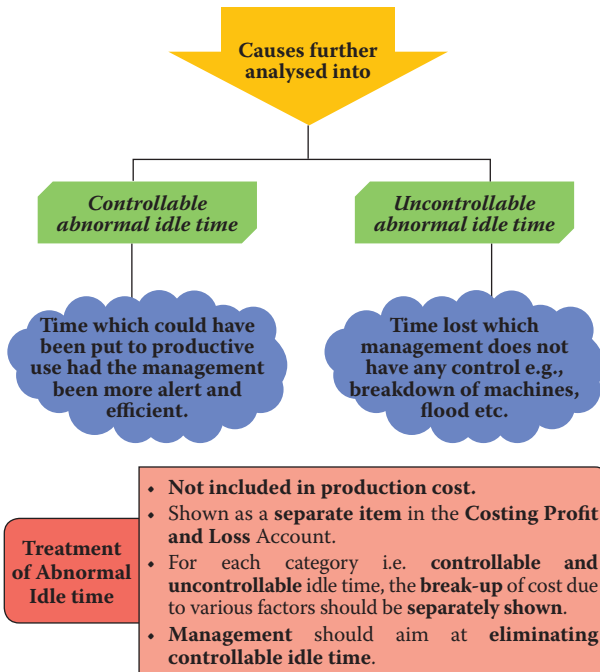 Causes further
analysed into
Controllable
abnormal idle time
Uncontrollable
abnormal idle time
Time which could have
been put to productive
use had the management
been more alert and
efficient.
Time lost which
management does not
have any control e.g.,
breakdown of machines,
flood etc.
Treatment
of Abnormal
Idle time
• Not included in production cost.
• Shown as a separate item in the Costing Profit
and Loss Account.
• For each category i.e. controllable and
uncontrollable idle time, the break-up of cost due
to various factors should be separately shown.
• Management should aim at eliminating
controllable idle time.